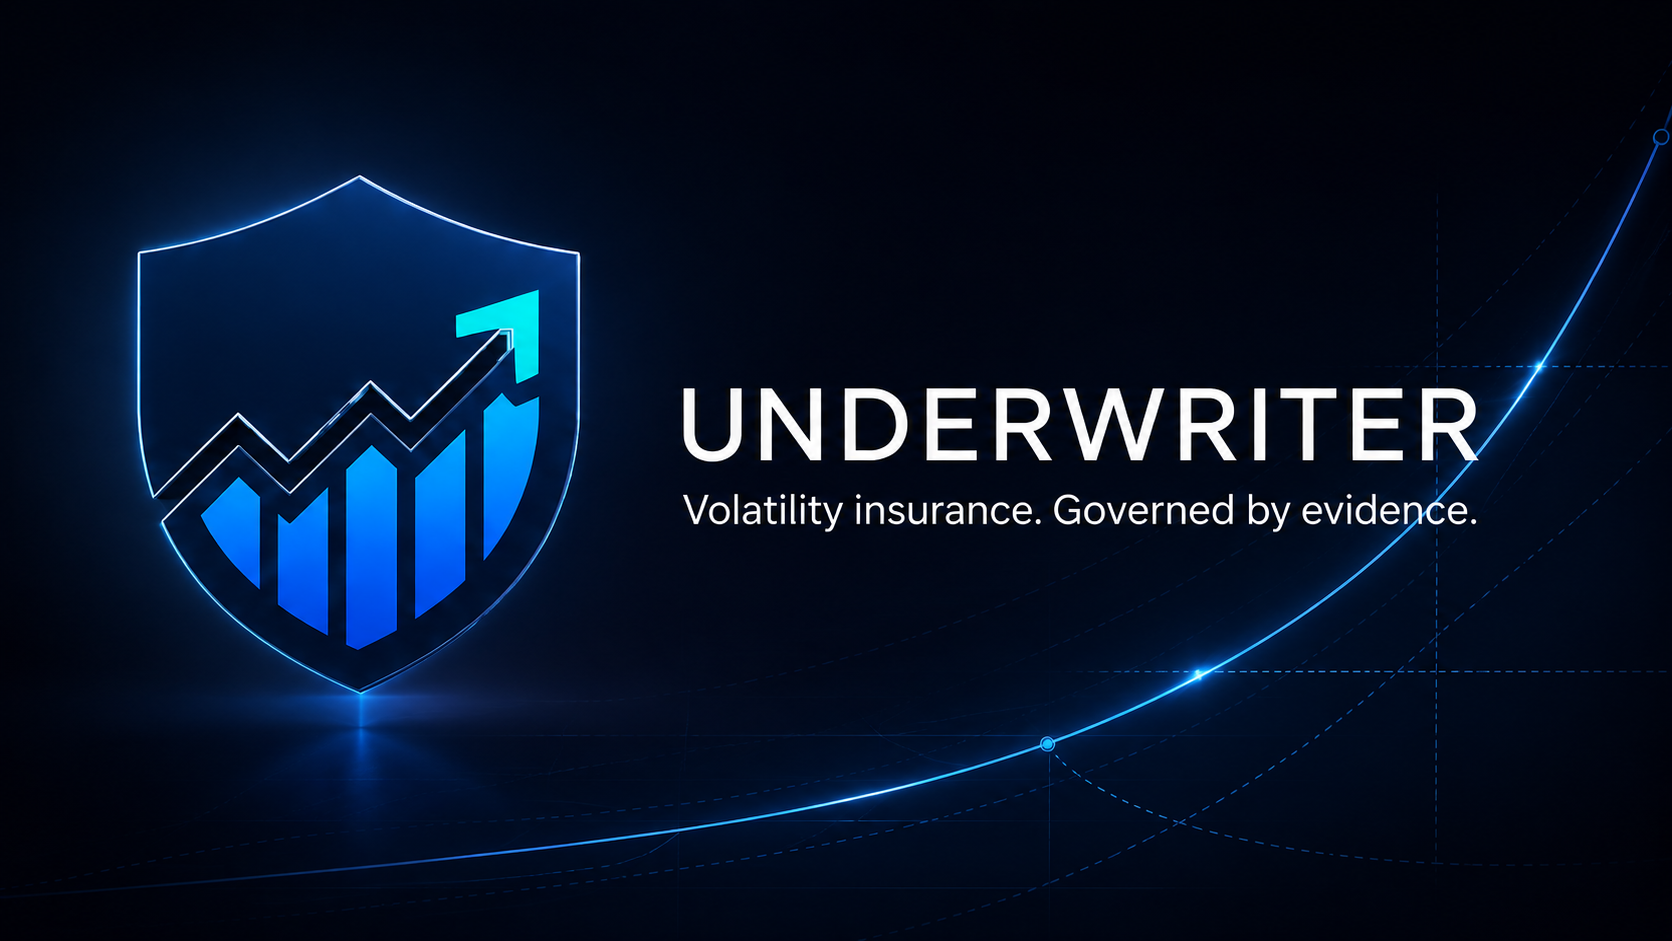 UNDERWRITER
Volatility insurance. Governed by evidence.